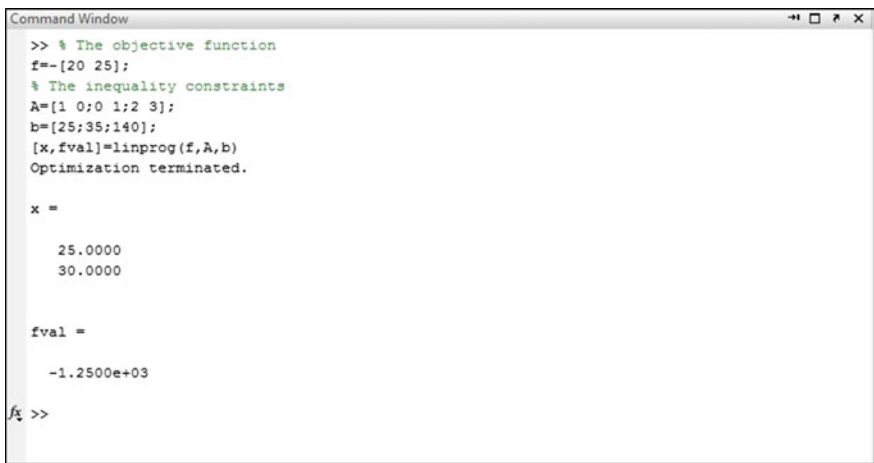 Command Window
>> % The objective function
f=-[20 25];
% The inequality constraints
A=[1 0;0 1;2 3];
b=[25;35;140];
[x,fval]=linprog(f,A,b)
Optimization terminated.
x =
25.0000
30.0000
fval =
-1.2500e+03
fx >>